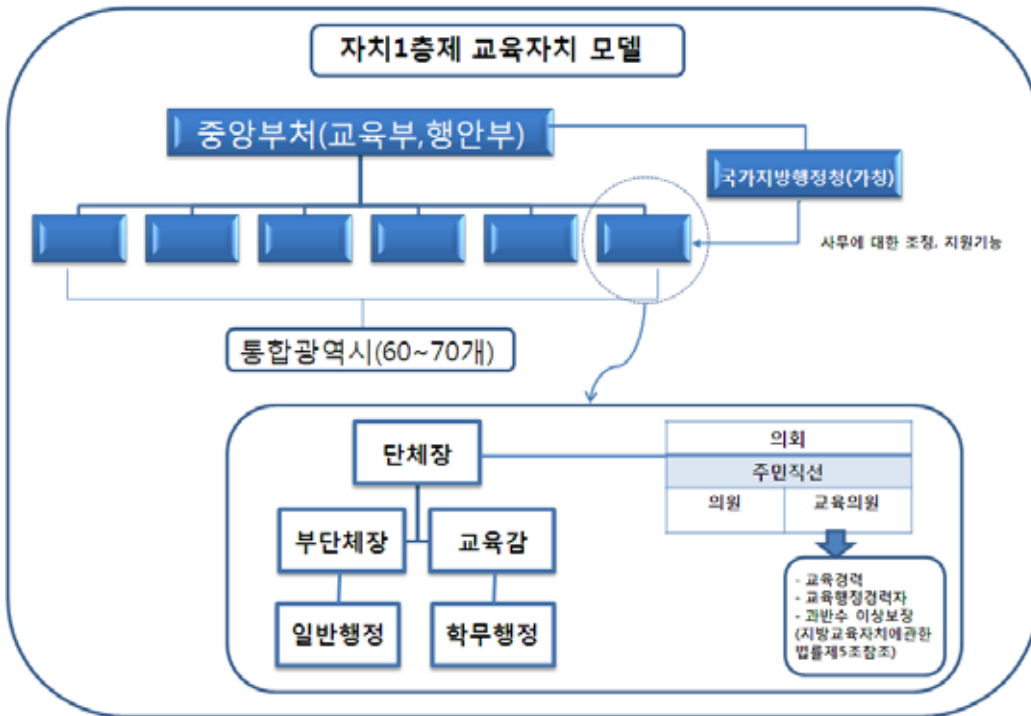 자치1층제 교육자치 모델
중앙부처(교육부,행안부)
국가지방행정청(가칭)
사무에 대한 조정, 지원기능
통합광역시(60~70개)
단체장
의회
주민직선
의원
교육의원
부단체장
교육감
일반행정
학무행정
- 교육경력
- 교육행정경력자
- 과반수 이상보장
(지방교육자치에관한
법률제5조참조)